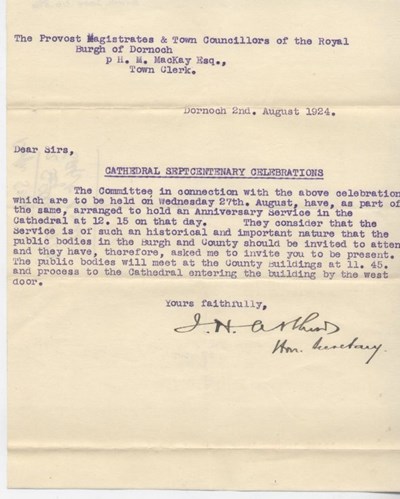 The Provost Magistrates & Town Councillors of the Royal
Burgh of Dornoch
p H. M. MacKay Esq.,
Town Clerk.
Dornoch 2nd. August 1924.
Dear Sirs,
CATHEDRAL SEPTCENTENARY CELEBRATIONS
The Committee in connection with the above celebration
which are to be held on Wednesday 27th. August, have, as part of
the same, arranged to hold an Anniversary Service in the
Cathedral at 12. 15 on that day. They consider that the
Service is of such an historical and important nature that the
public bodies in the Burgh and County should be invited to atten
and they have, therefore, asked me to invite you to be present.
The public bodies will meet at the County Buildings at 11. 45.
and process to the Cathedral entering the building by the west
door.
Yours faithfully,
J. H.
Hon. Secretary.